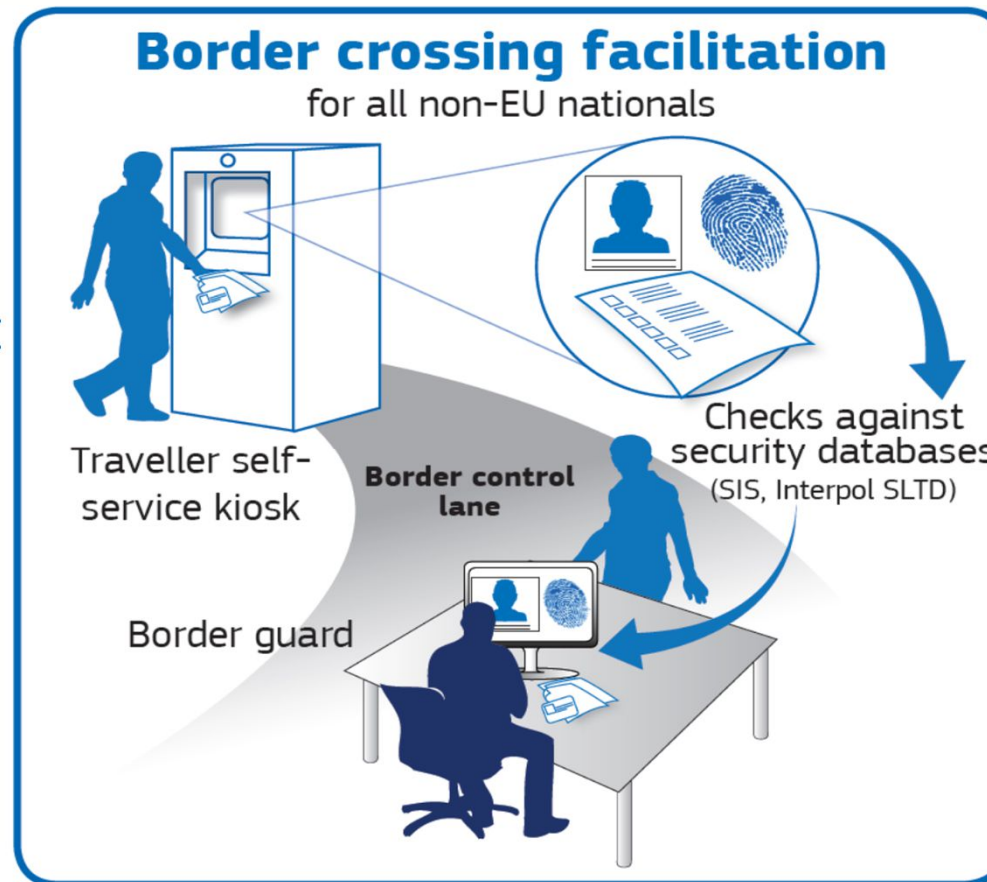 Border crossing facilitation
for all non-EU nationals
Traveller self-
service kiosk
Border control
lane
Checks against
security databases
(SIS, Interpol SLTD)
Border guard